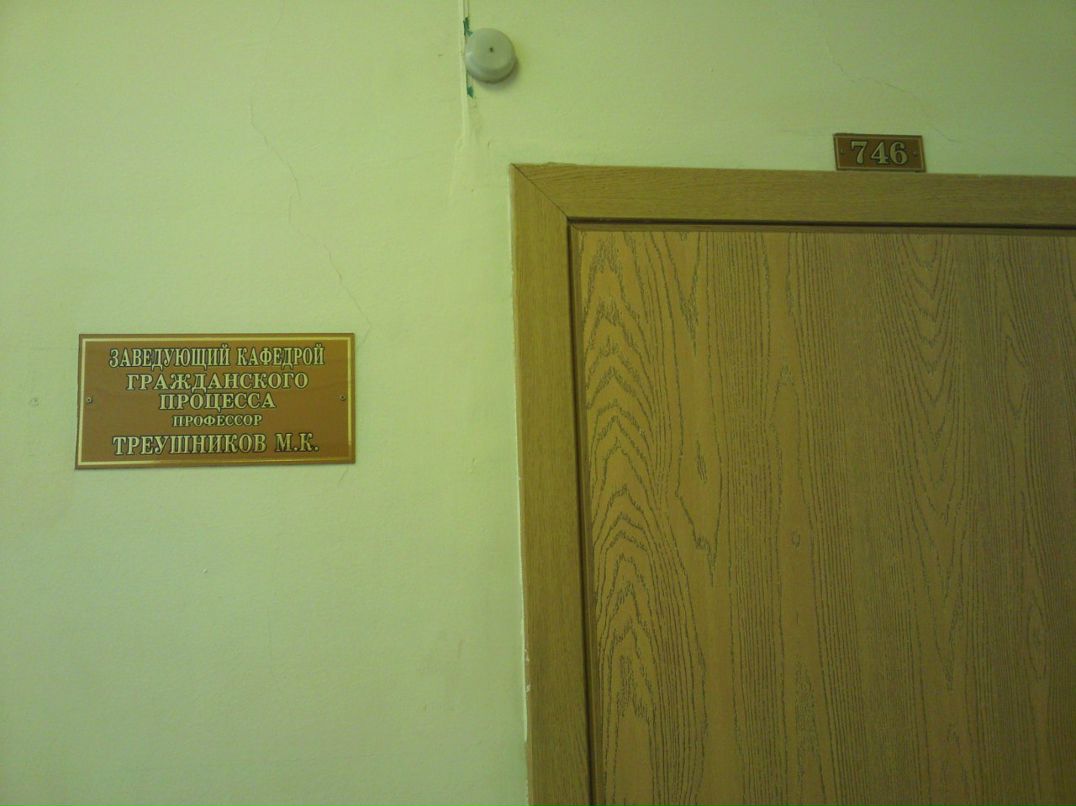 746
ЗАВЕДУЮЩИЙ КАФЕДРОЙ
ГРАЖДАНСКОГО
ПРОЦЕССА
ПРОФЕССОР
ТРЕУШНИКОВ М.К.